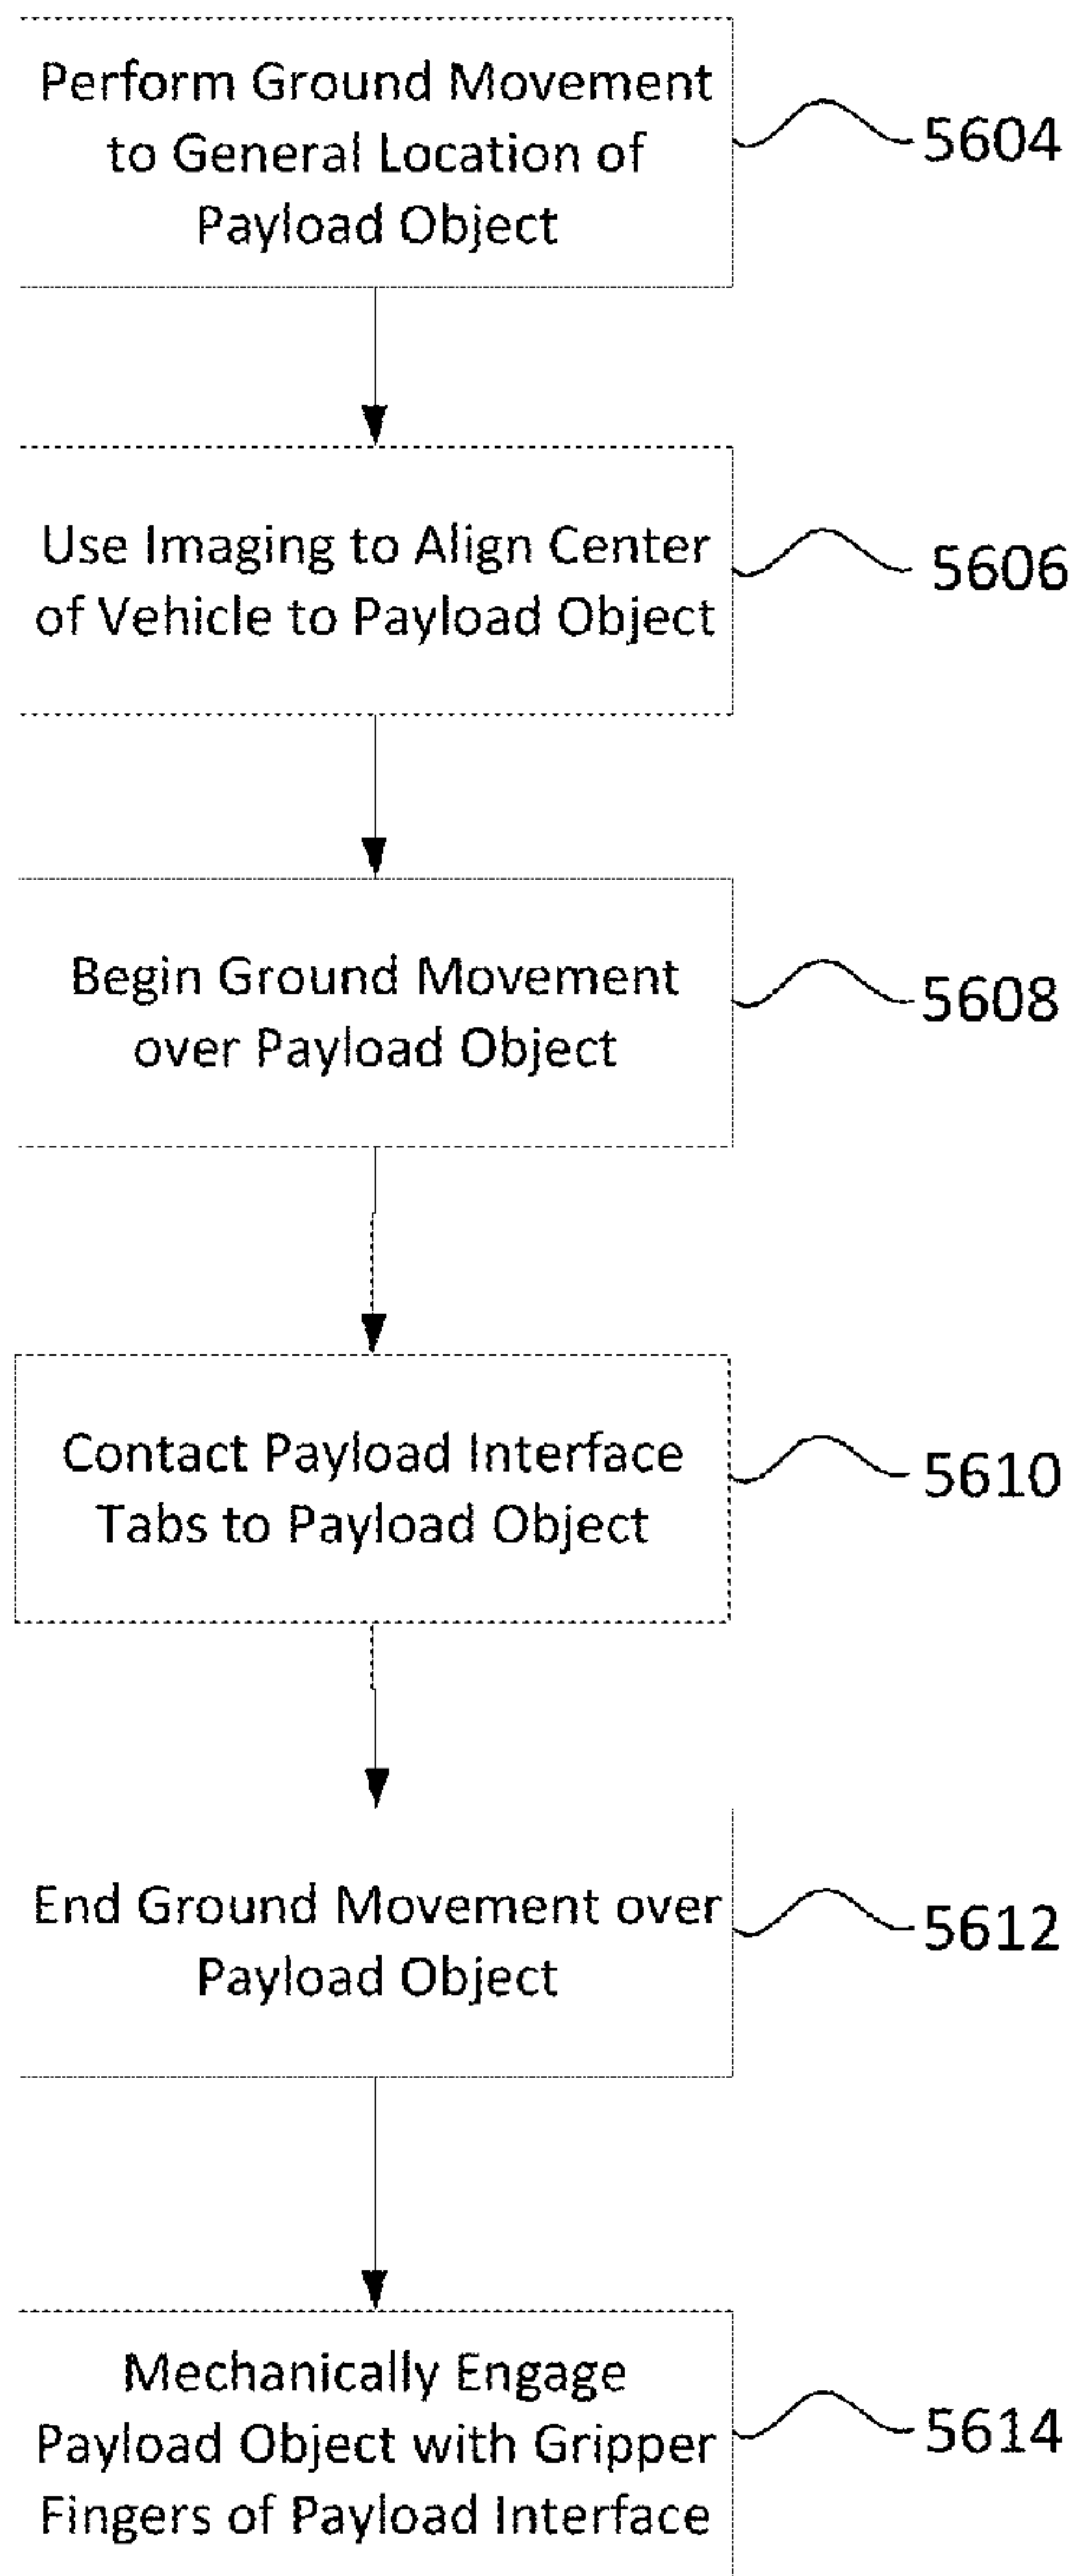 Perform Ground Movement
to General Location of
Payload Object
5604
Use Imaging to Align Center
of Vehicle to Payload Object
5606
Begin Ground Movement
over Payload Object
5608
Contact Payload Interface
Tabs to Payload Object
5610
End Ground Movement over
Payload Object
5612
Mechanically Engage
Payload Object with Gripper
Fingers of Payload Interface
5614